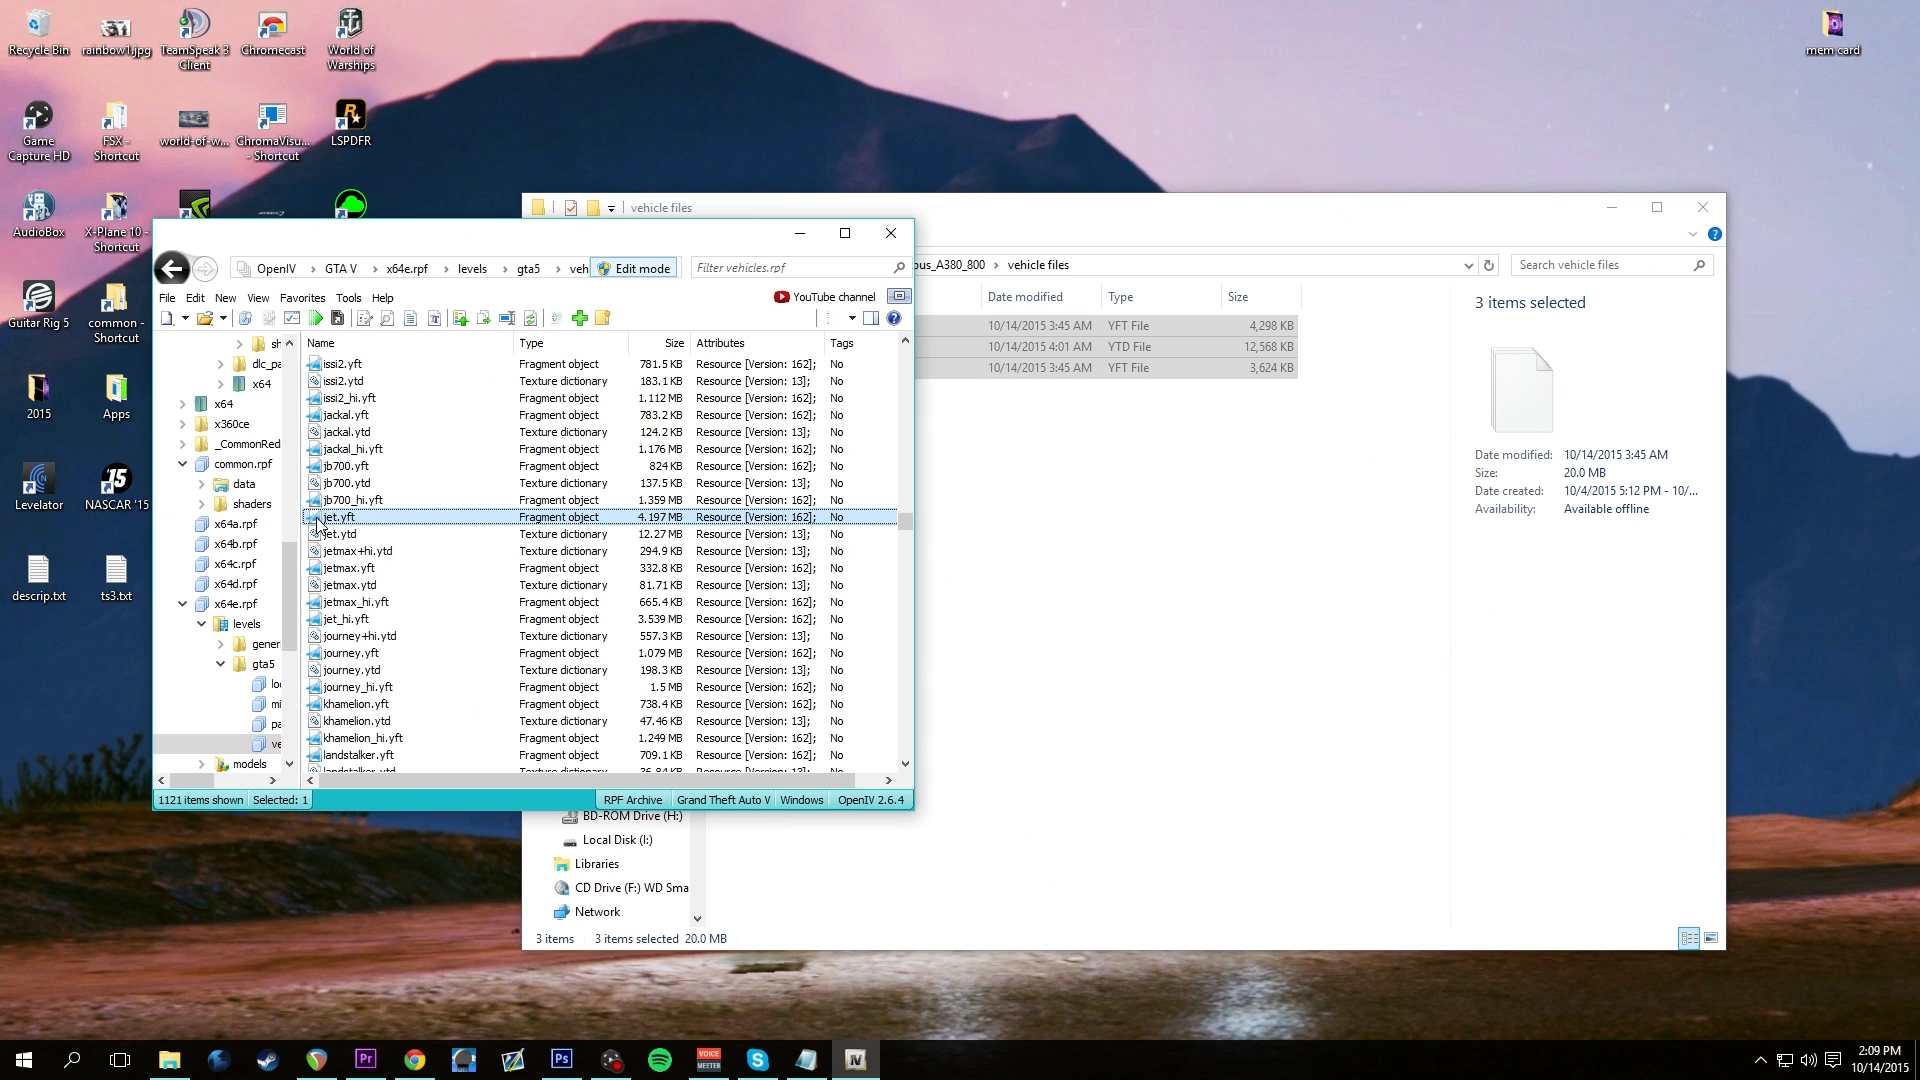 Recycle Bin
rainbow1.jpg
TeamSpeak 3
Client
Chromecast
World of
Warships
mem card
Game
Capture HD
FSX -
Shortcut
world-of-w...
ChromaVisu...
- Shortcut
LSPDFR
AudioBox
X-Plane 10 -
Shortcut
Guitar Rig 5
common -
Shortcut
2015
Apps
Levelator
NASCAR '15
descrip.txt
ts3.txt
vehicle files
ous_A380_800 > vehicle files
Search vehicle files
Date modified Type Size
10/14/2015 3:45 AM YFT File 4,298 KB
10/14/2015 4:01 AM YTD File 12,568 KB
10/14/2015 3:45 AM YFT File 3,624 KB
3 items selected
Date modified: 10/14/2015 3:45 AM
Size: 20.0 MB
Date created: 10/4/2015 5:12 PM - 10/...
Availability: Available offline
BD-ROM Drive (H:)
Local Disk (I:)
Libraries
CD Drive (F:) WD Sma
Network
3 items 3 items selected 20.0 MB
OpenIV > GTA V > x64e.rpf > levels > gta5 > veh
Edit mode
Filter vehicles.rpf
File Edit New View Favorites Tools Help
YouTube channel
sh
dlc_pa
x64
x64
x360ce
_CommonRed
common.rpf
data
shaders
x64a.rpf
x64b.rpf
x64c.rpf
x64d.rpf
x64e.rpf
levels
gener
gta5
lo
mi
pa
ve
models
Name Type Size Attributes Tags
issi2.yft Fragment object 781.5 KB Resource [Version: 162]; No
issi2.ytd Texture dictionary 183.1 KB Resource [Version: 13]; No
issi2_hi.yft Fragment object 1.112 MB Resource [Version: 162]; No
jackal.yft Fragment object 783.2 KB Resource [Version: 162]; No
jackal.ytd Texture dictionary 124.2 KB Resource [Version: 13]; No
jackal_hi.yft Fragment object 1.176 MB Resource [Version: 162]; No
jb700.yft Fragment object 824 KB Resource [Version: 162]; No
jb700.ytd Texture dictionary 137.5 KB Resource [Version: 13]; No
jb700_hi.yft Fragment object 1.359 MB Resource [Version: 162]; No
jet.yft Fragment object 4.197 MB Resource [Version: 162]; No
jet.ytd Texture dictionary 12.27 MB Resource [Version: 13]; No
jetmax+hi.ytd Texture dictionary 294.9 KB Resource [Version: 13]; No
jetmax.yft Fragment object 332.8 KB Resource [Version: 162]; No
jetmax.ytd Texture dictionary 81.71 KB Resource [Version: 13]; No
jetmax_hi.yft Fragment object 665.4 KB Resource [Version: 162]; No
jet_hi.yft Fragment object 3.539 MB Resource [Version: 162]; No
journey+hi.ytd Texture dictionary 557.3 KB Resource [Version: 13]; No
journey.yft Fragment object 1.079 MB Resource [Version: 162]; No
journey.ytd Texture dictionary 198.3 KB Resource [Version: 13]; No
journey_hi.yft Fragment object 1.5 MB Resource [Version: 162]; No
khamelion.yft Fragment object 738.4 KB Resource [Version: 162]; No
khamelion.ytd Texture dictionary 47.46 KB Resource [Version: 13]; No
khamelion_hi.yft Fragment object 1.249 MB Resource [Version: 162]; No
landstalker.yft Fragment object 709.1 KB Resource [Version: 162]; No
landstalker.ytd Texture dictionary 36.84 KB Resource [Version: 13]; No
1121 items shown Selected: 1 RPF Archive Grand Theft Auto V Windows OpenIV 2.6.4
Pr
Ps
VOICE
MEETER
IV
2:09 PM
10/14/2015